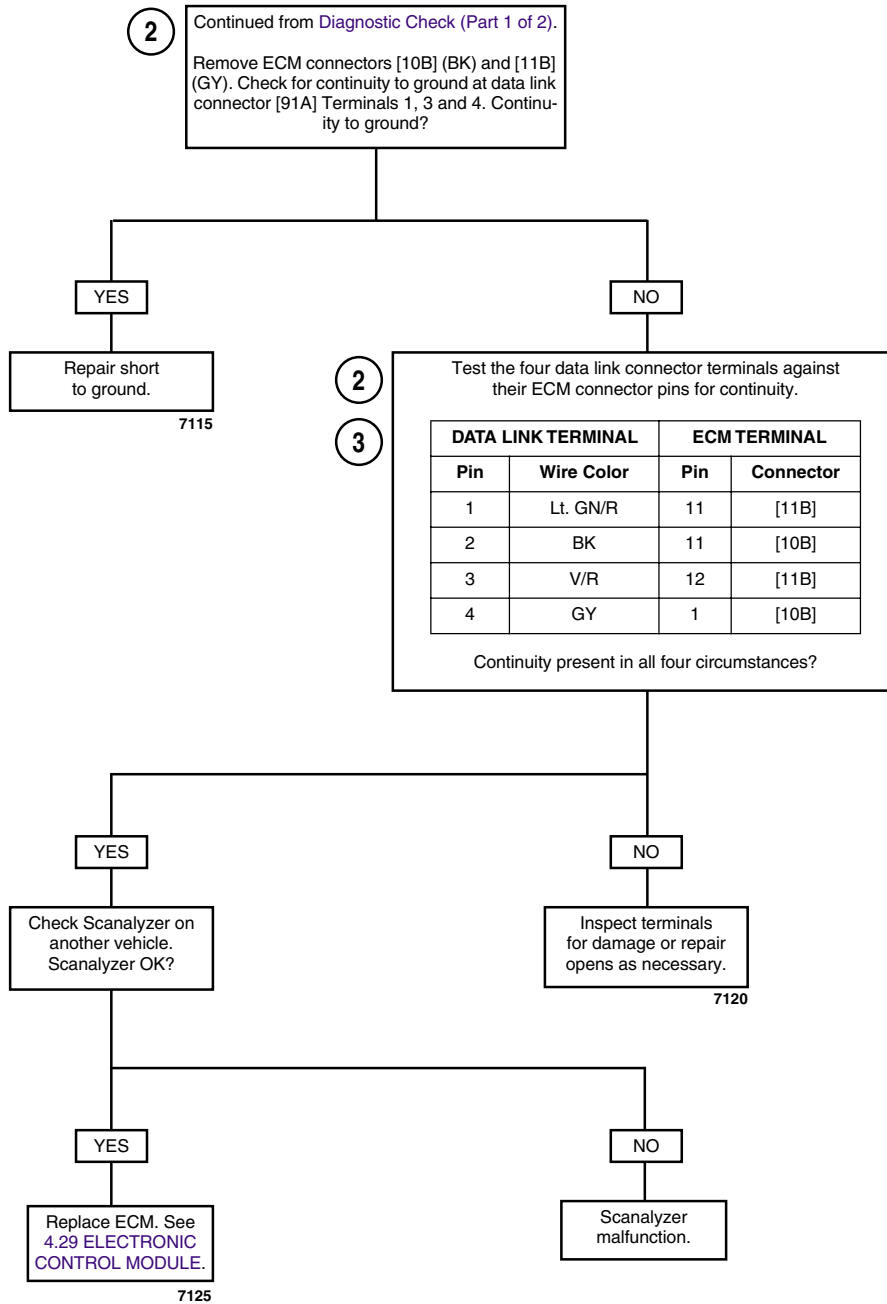 2
Continued from Diagnostic Check (Part 1 of 2).
Remove ECM connectors [10B] (BK) and [11B]
(GY). Check for continuity to ground at data link
connector [91A] Terminals 1, 3 and 4. Continu-
ity to ground?
YES
NO
Repair short
to ground.
7115
2
3
Test the four data link connector terminals against
their ECM connector pins for continuity.
DATA LINK TERMINAL ECM TERMINAL
Pin Wire Color Pin Connector
1 Lt. GN/R 11 [11B]
2 BK 11 [10B]
3 V/R 12 [11B]
4 GY 1 [10B]
Continuity present in all four circumstances?
YES
NO
Check Scanalyzer on
another vehicle.
Scanalyzer OK?
Inspect terminals
for damage or repair
opens as necessary.
7120
YES
NO
Replace ECM. See
4.29 ELECTRONIC
CONTROL MODULE.
7125
Scanalyzer
malfunction.